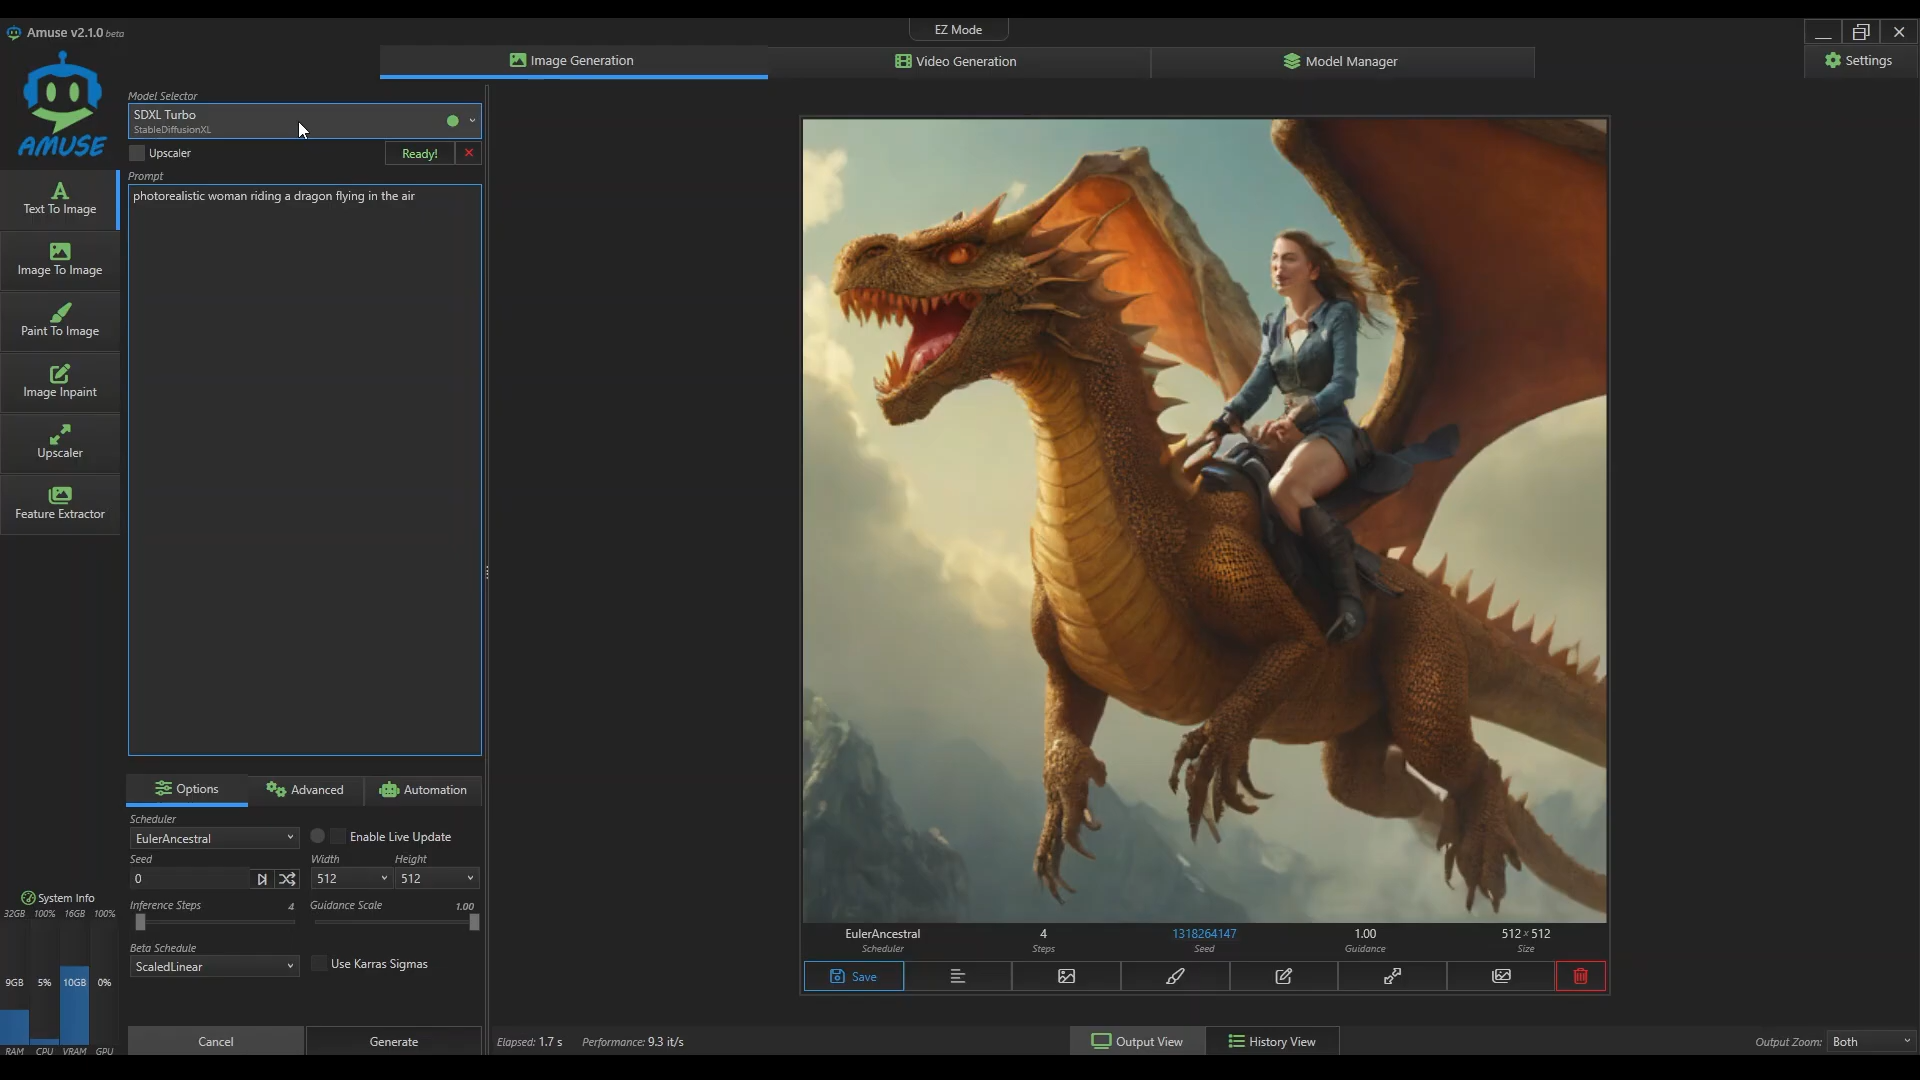 Amuse v2.1.0 beta
EZ Mode
Image Generation
Video Generation
Model Manager
Settings
AMUSE
Model Selector
SDXL Turbo
StableDiffusionXL
Upscaler
Ready!
Prompt
photorealistic woman riding a dragon flying in the air
Text To Image
Image To Image
Paint To Image
Image Inpaint
Upscaler
Feature Extractor
Options
Advanced
Automation
Scheduler
EulerAncestral
Enable Live Update
Seed
Width
Height
0
512
512
Inference Steps
4
Guidance Scale
1.00
Beta Schedule
ScaledLinear
Use Karras Sigmas
System Info
32GB 100% 16GB 100%
9GB 5% 10GB 0%
RAM CPU VRAM GPU
Cancel
Generate
EulerAncestral
4
1318264147
1.00
512 × 512
Scheduler
Steps
Seed
Guidance
Size
Save
Elapsed: 1.7 s
Performance: 9.3 it/s
Output View
History View
Output Zoom: Both